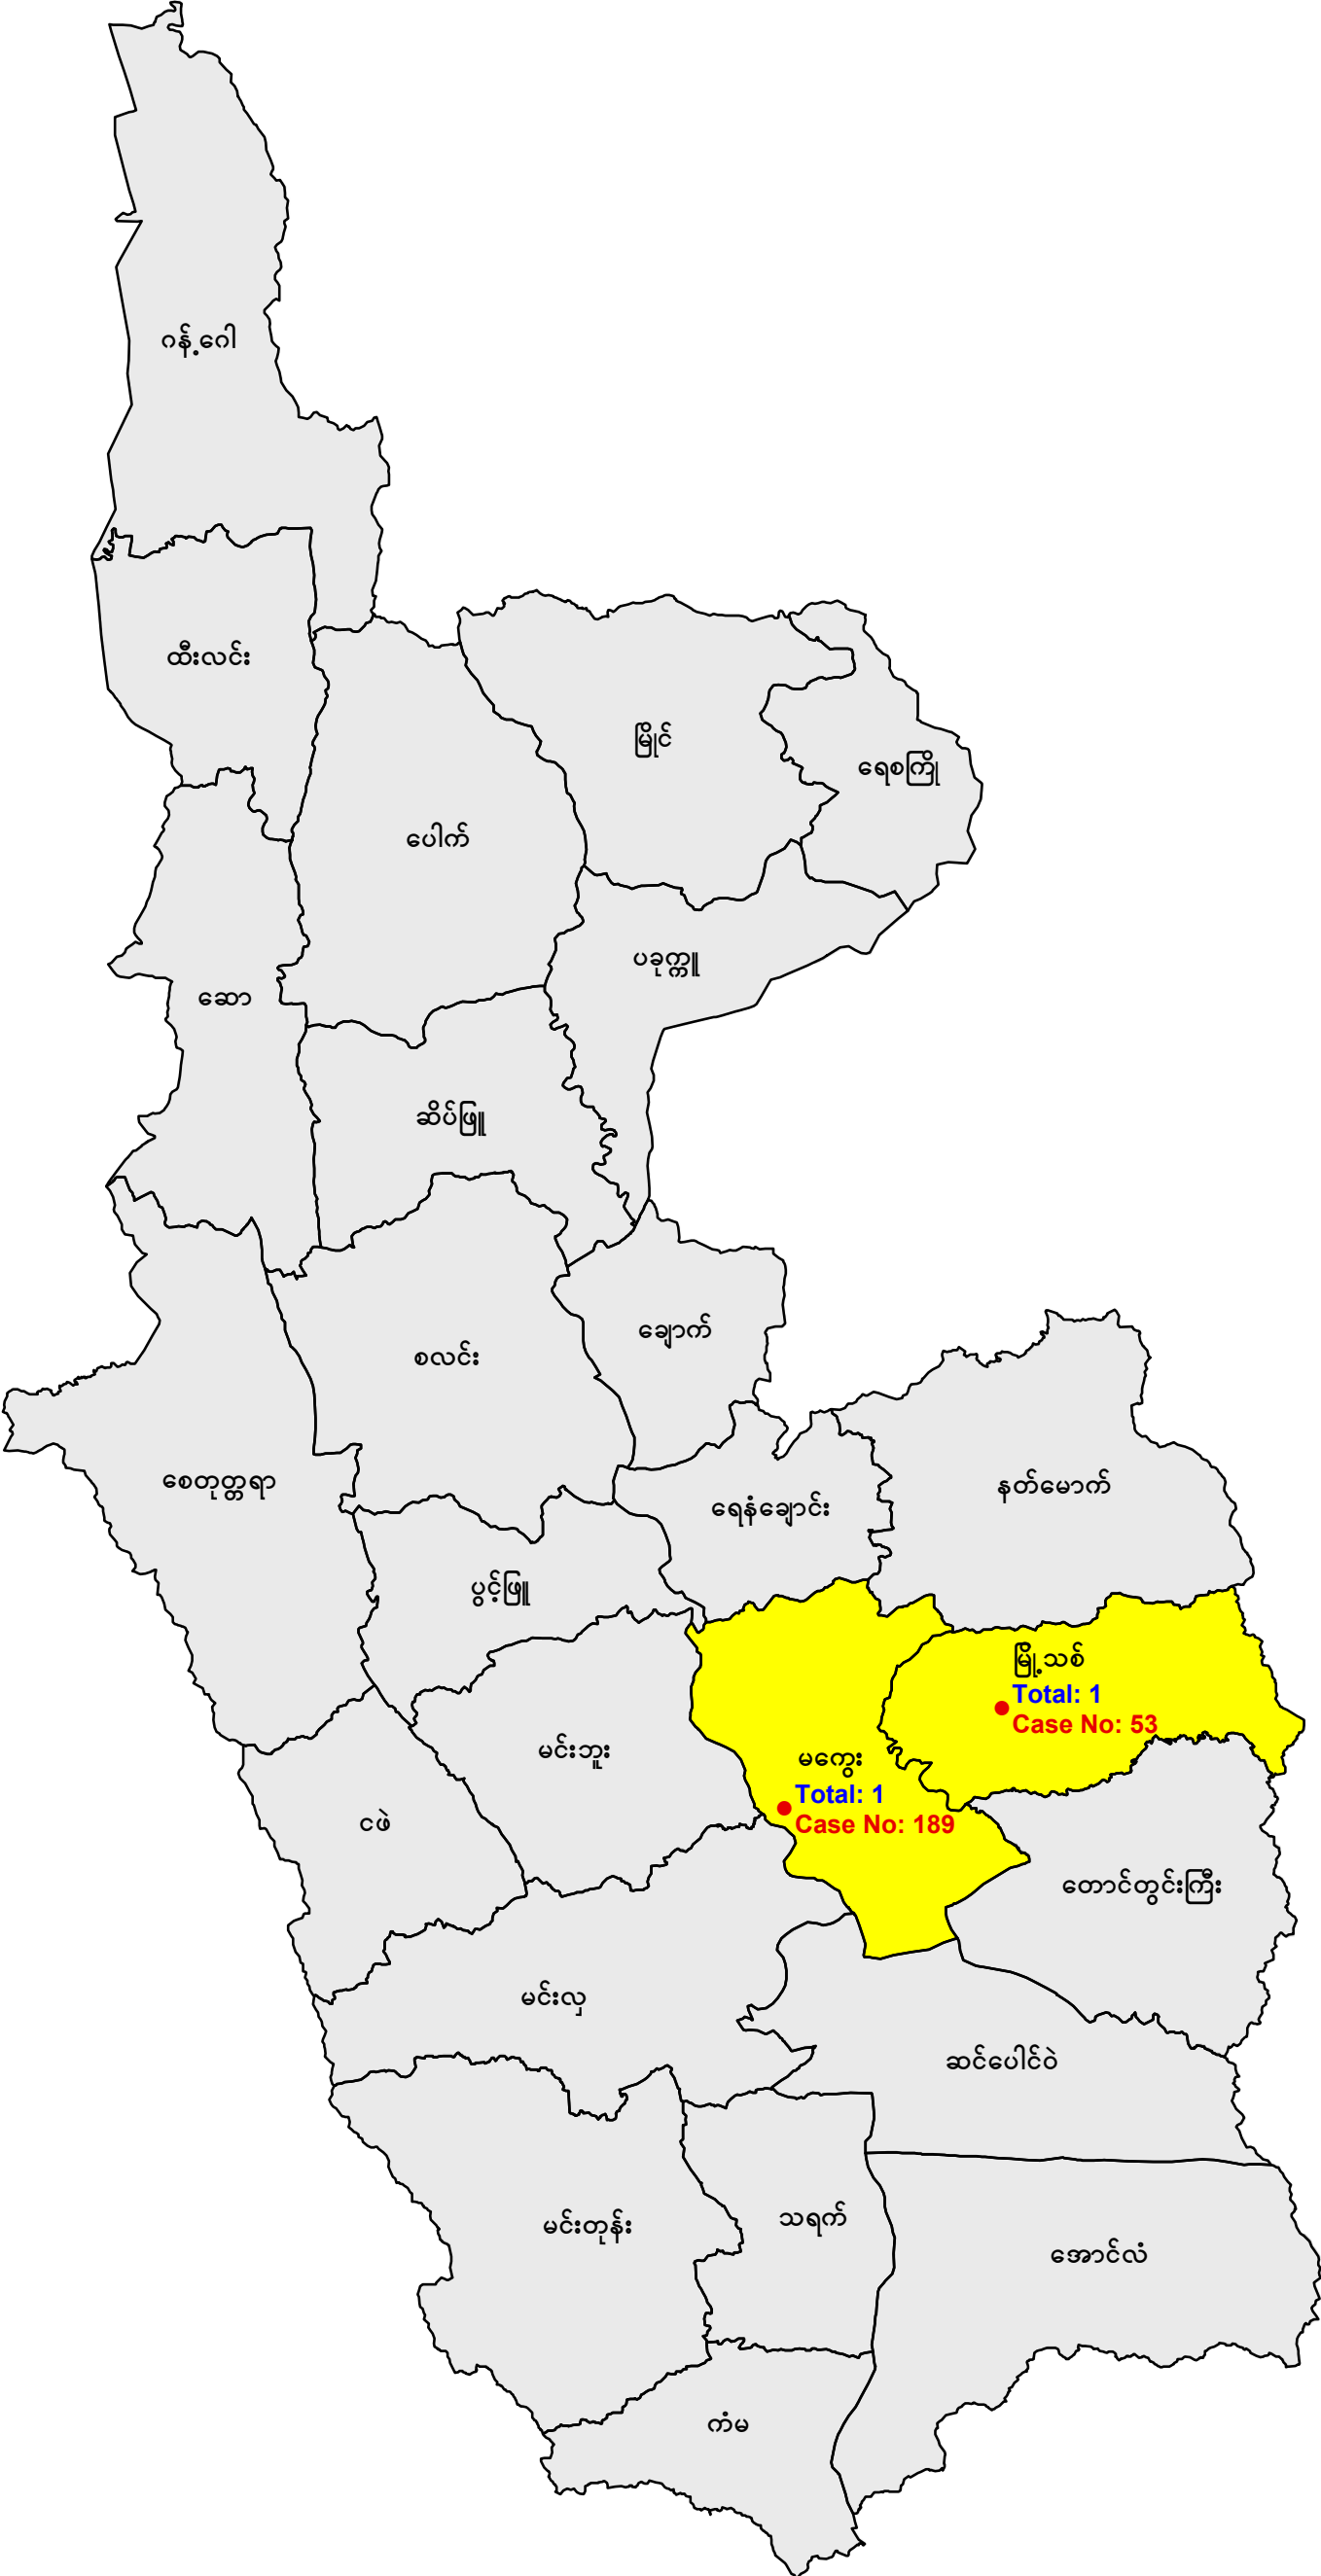 ဂန့်ဂေါ
ထီးလင်း
မြိုင်
ရေစကြို
ပေါက်
ပခုက္ကူ
ဆော
ဆိပ်ဖြူ
ချောက်
စလင်း
စေတုတ္တရာ
နတ်မောက်
ရေနံချောင်း
ပွင့်ဖြူ
မြို့သစ်
Total: 1
Case No: 53
မင်းဘူး
မကွေး
Total: 1
Case No: 189
ငဖဲ
တောင်တွင်းကြီး
မင်းလှ
ဆင်ပေါင်ဝဲ
သရက်
မင်းတုန်း
အောင်လံ
ကံမ